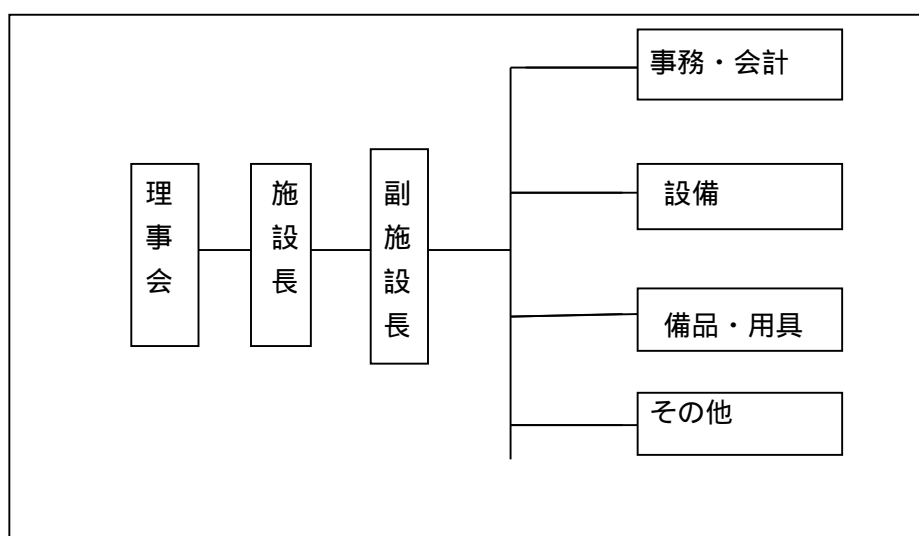 理事会
施設長
副施設長
事務・会計
設備
備品・用具
その他